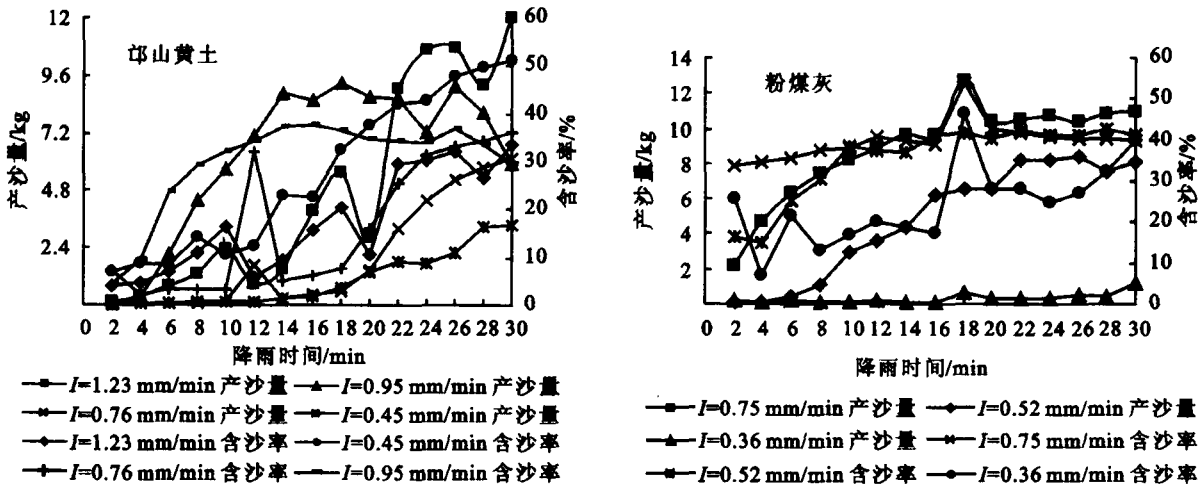 邙山黄土
产沙量/kg
12
9.6
7.2
4.8
2.4
60
50
40
30
20
10
0
含沙率/%
0 2 4 6 8 10 12 14 16 18 20 22 24 26 28 30
降雨时间/min
I=1.23 mm/min 产沙量 I=0.95 mm/min 产沙量
I=0.76 mm/min 产沙量 I=0.45 mm/min 产沙量
I=1.23 mm/min 含沙率 I=0.45 mm/min 含沙率
I=0.76 mm/min 含沙率 I=0.95 mm/min 含沙率
粉煤灰
产沙量/kg
14
12
10
8
6
4
2
60
50
40
30
20
10
0
含沙率/%
0 2 4 6 8 10 12 14 16 18 20 22 24 26 28 30
降雨时间/min
I=0.75 mm/min 产沙量 I=0.52 mm/min 产沙量
I=0.36 mm/min 产沙量 I=0.75 mm/min 含沙率
I=0.52 mm/min 含沙率 I=0.36 mm/min 含沙率